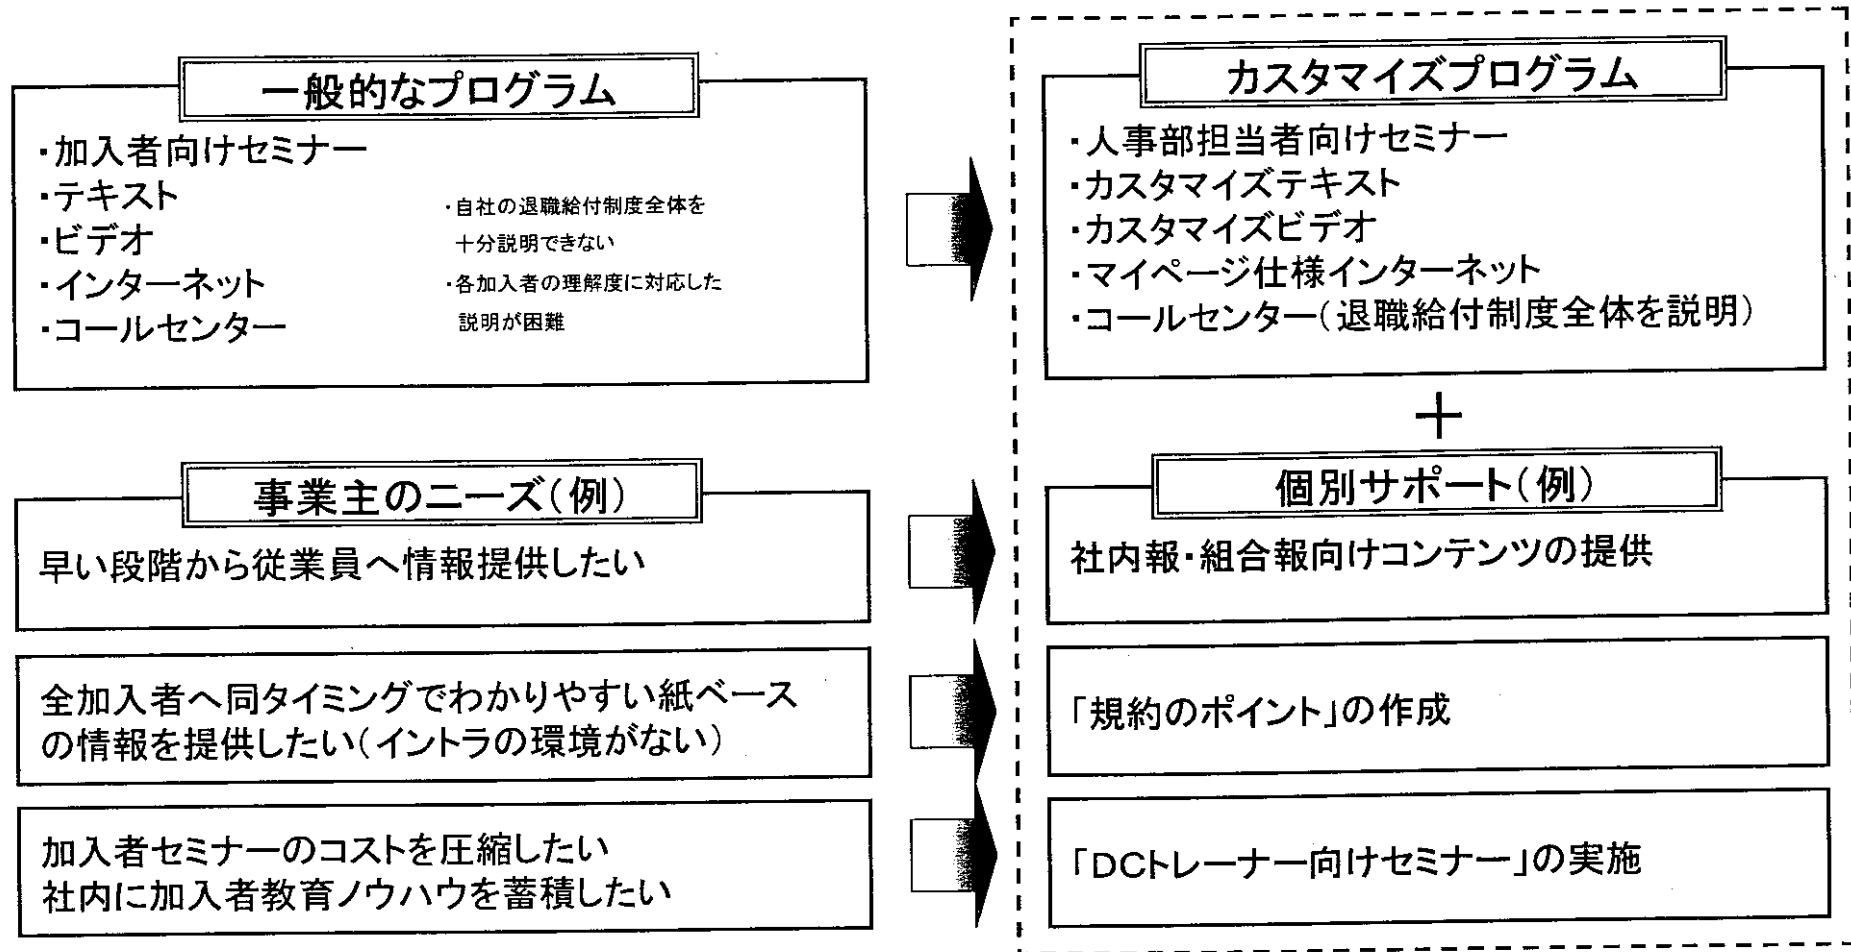 一般的なプログラム
・加入者向けセミナー
・テキスト
・ビデオ
・インターネット
・コールセンター
・自社の退職給付制度全体を
十分説明できない
・各加入者の理解度に対応した
説明が困難
カスタマイズプログラム
・人事部担当者向けセミナー
・カスタマイズテキスト
・カスタマイズビデオ
・マイページ仕様インターネット
・コールセンター(退職給付制度全体を説明)
＋
事業主のニーズ(例)
早い段階から従業員へ情報提供したい
全加入者へ同タイミングでわかりやすい紙ベース
の情報を提供したい(イントラの環境がない)
加入者セミナーのコストを圧縮したい
社内に加入者教育ノウハウを蓄積したい
個別サポート(例)
社内報・組合報向けコンテンツの提供
「規約のポイント」の作成
「DCトレーナー向けセミナー」の実施